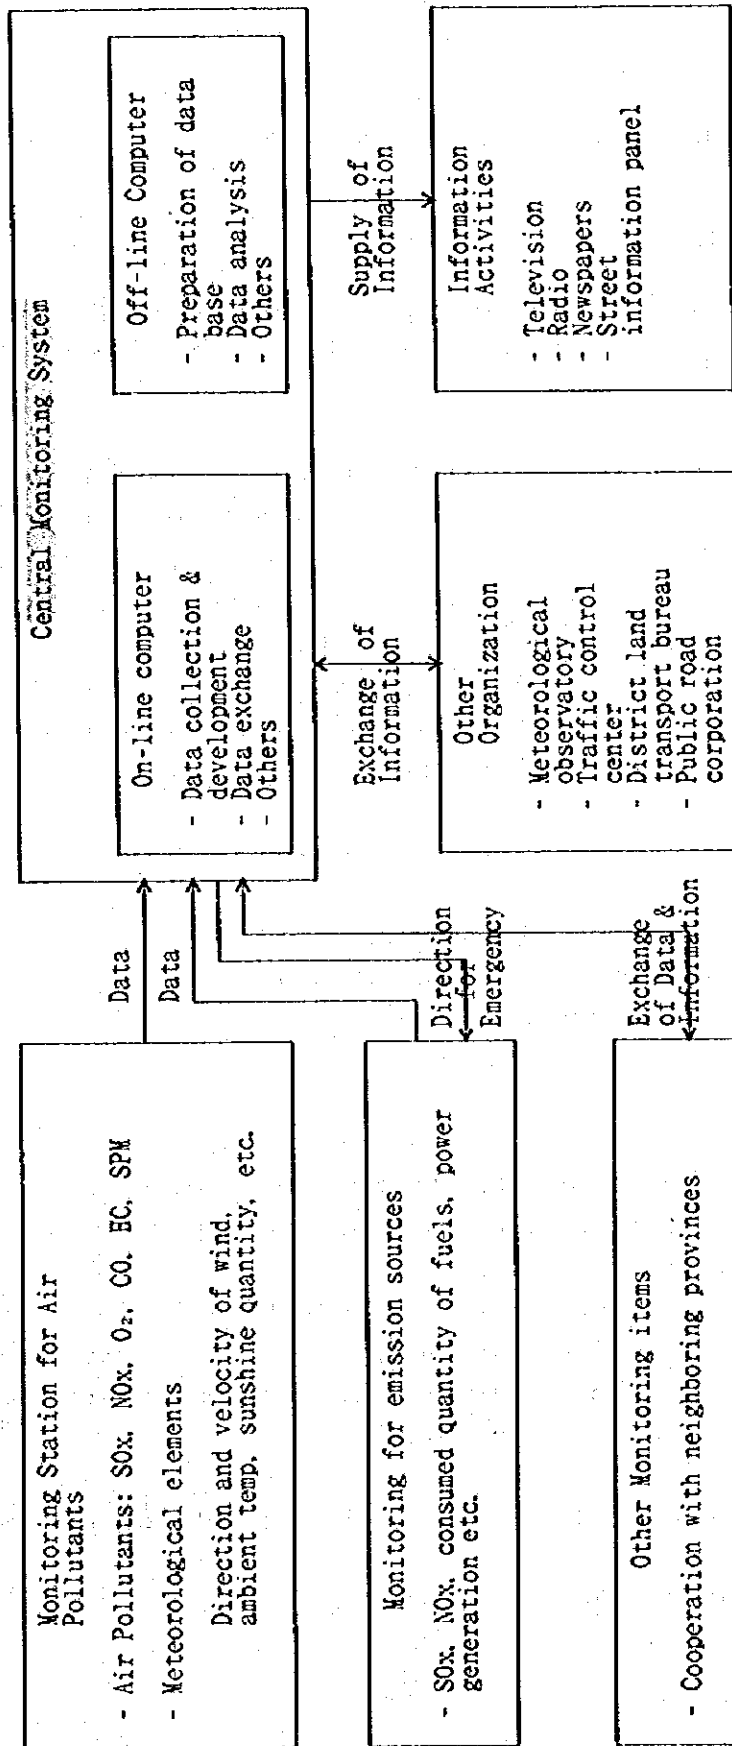 Monitoring Station for Air
Pollutants
- Air Pollutants: SOx, NOx, O₂, CO, HC, SPM
- Meteorological elements
Direction and velocity of wind,
ambient temp. sunshine quantity, etc.
Monitoring for emission sources
- SOx, NOx, consumed quantity of fuels, power
generation etc.
Other Monitoring items
- Cooperation with neighboring provinces
Data
Data
Direction
for
Emergency
Exchange
of Data &
Information
Central Monitoring System
On-line computer
- Data collection &
development
- Data exchange
- Others
Off-line Computer
- Preparation of data
base
- Data analysis
- Others
Exchange of
Information
Supply of
Information
Other
Organization
- Meteorological
observatory
- Traffic control
center
- District land
transport bureau
- Public road
corporation
Information
Activities
- Television
- Radio
- Newspapers
- Street
information panel